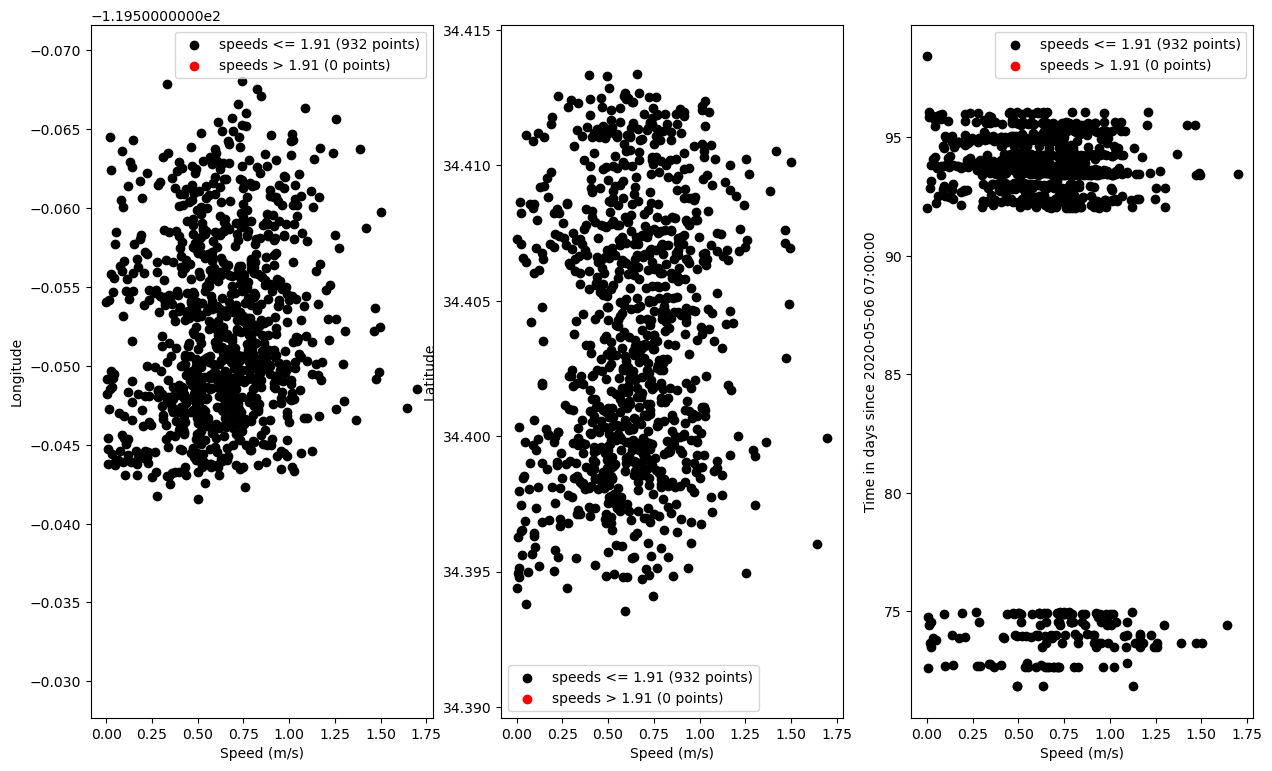 −1.1950000000e2
−0.070
−0.065
−0.060
−0.055
−0.050
−0.045
−0.040
−0.035
−0.030
Longitude
speeds <= 1.91 (932 points)
speeds > 1.91 (0 points)
0.00 0.25 0.50 0.75 1.00 1.25 1.50 1.75
Speed (m/s)
34.415
34.410
34.405
34.400
34.395
34.390
Latitude
speeds <= 1.91 (932 points)
speeds > 1.91 (0 points)
0.00 0.25 0.50 0.75 1.00 1.25 1.50 1.75
Speed (m/s)
95
90
85
80
75
Time in days since 2020-05-06 07:00:00
speeds <= 1.91 (932 points)
speeds > 1.91 (0 points)
0.00 0.25 0.50 0.75 1.00 1.25 1.50 1.75
Speed (m/s)